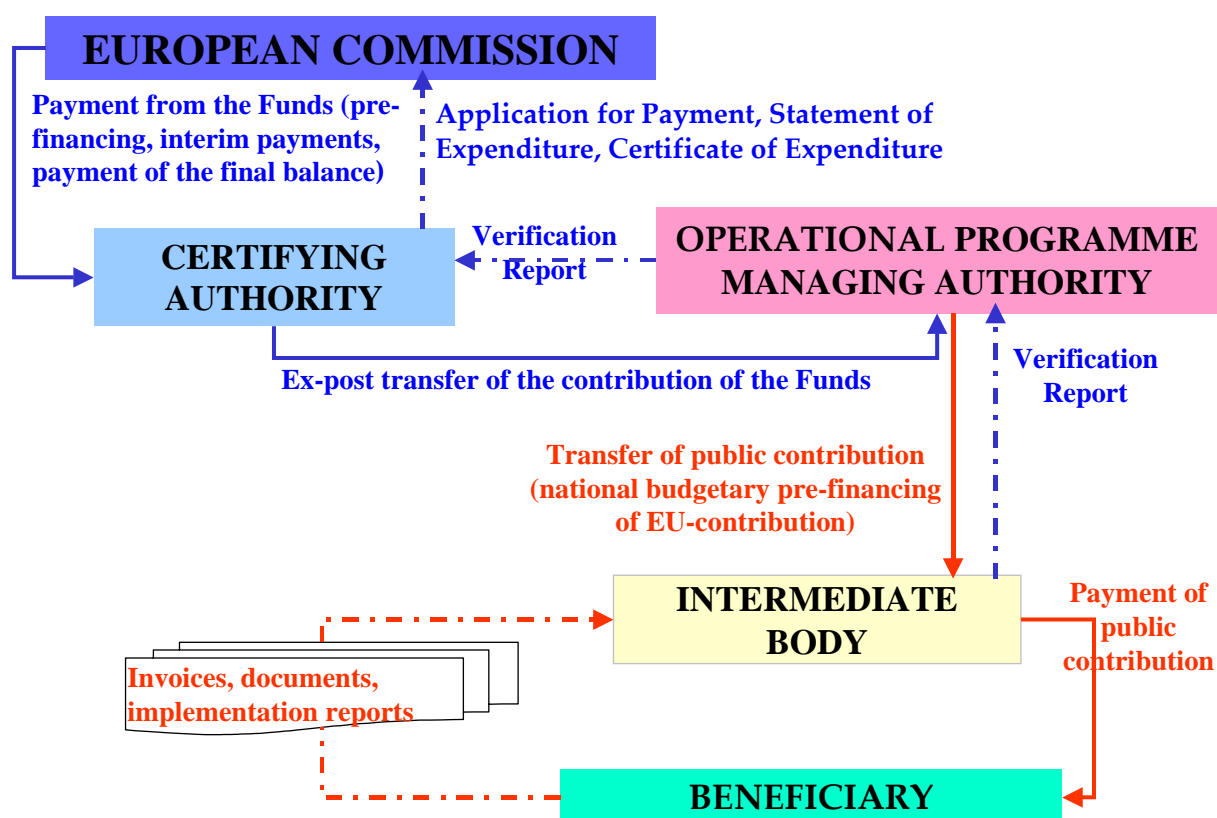 EUROPEAN COMMISSION
Payment from the Funds (pre-
financing, interim payments,
payment of the final balance)
Application for Payment, Statement of
Expenditure, Certificate of Expenditure
CERTIFYING
AUTHORITY
Verification
Report
OPERATIONAL PROGRAMME
MANAGING AUTHORITY
Ex-post transfer of the contribution of the Funds
Verification
Report
Transfer of public contribution
(national budgetary pre-financing
of EU-contribution)
INTERMEDIATE
BODY
Payment of
public
contribution
Invoices, documents,
implementation reports
BENEFICIARY